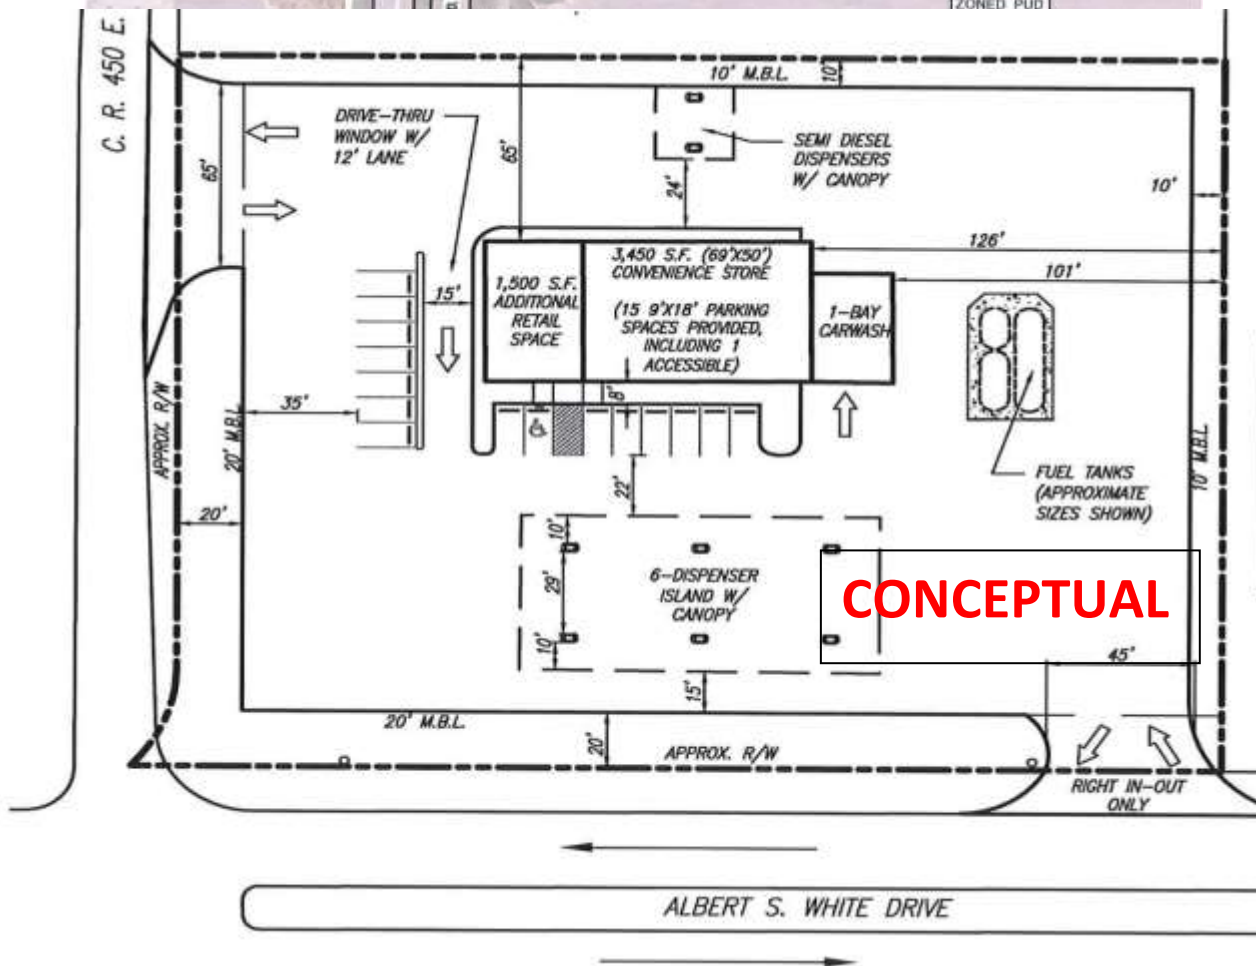 ZONED PUD
C. R. 450 E.
10' M.B.L.
10'
DRIVE-THRU
WINDOW W/
12' LANE
65'
65'
SEMI DIESEL
DISPENSERS
W/ CANOPY
24'
10'
126'
101'
15'
1,500 S.F.
ADDITIONAL
RETAIL
SPACE
3,450 S.F. (69'X50')
CONVENIENCE STORE
(15 9'X18' PARKING
SPACES PROVIDED,
INCLUDING 1
ACCESSIBLE)
1-BAY
CARWASH
8'
35'
APPROX. R/W
20' M.B.L.
20'
22'
FUEL TANKS
(APPROXIMATE
SIZES SHOWN)
10' M.B.L.
10'
29'
10'
6-DISPENSER
ISLAND W/
CANOPY
CONCEPTUAL
45'
15'
20' M.B.L.
20'
APPROX. R/W
RIGHT IN-OUT
ONLY
ALBERT S. WHITE DRIVE